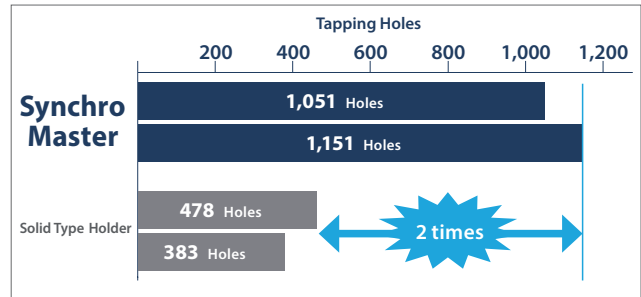 Tapping Holes
200 400 600 800 1,000 1,200
Synchro
Master
1,051 Holes
1,151 Holes
Solid Type Holder
478 Holes
383 Holes
2 times